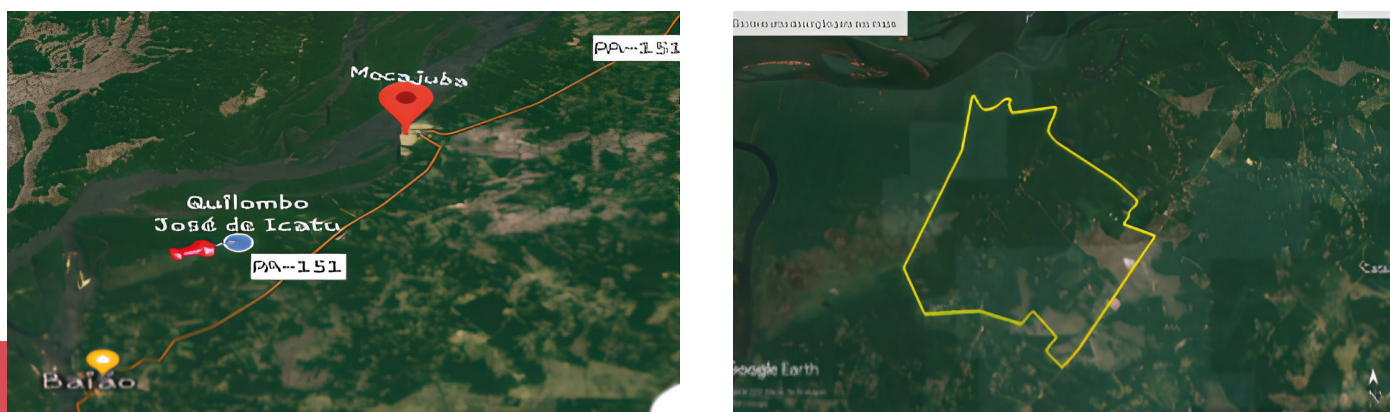 PA-151
Mocajuba
Quilombo
José de Icatu
PA-151
Baião
Google Earth
N